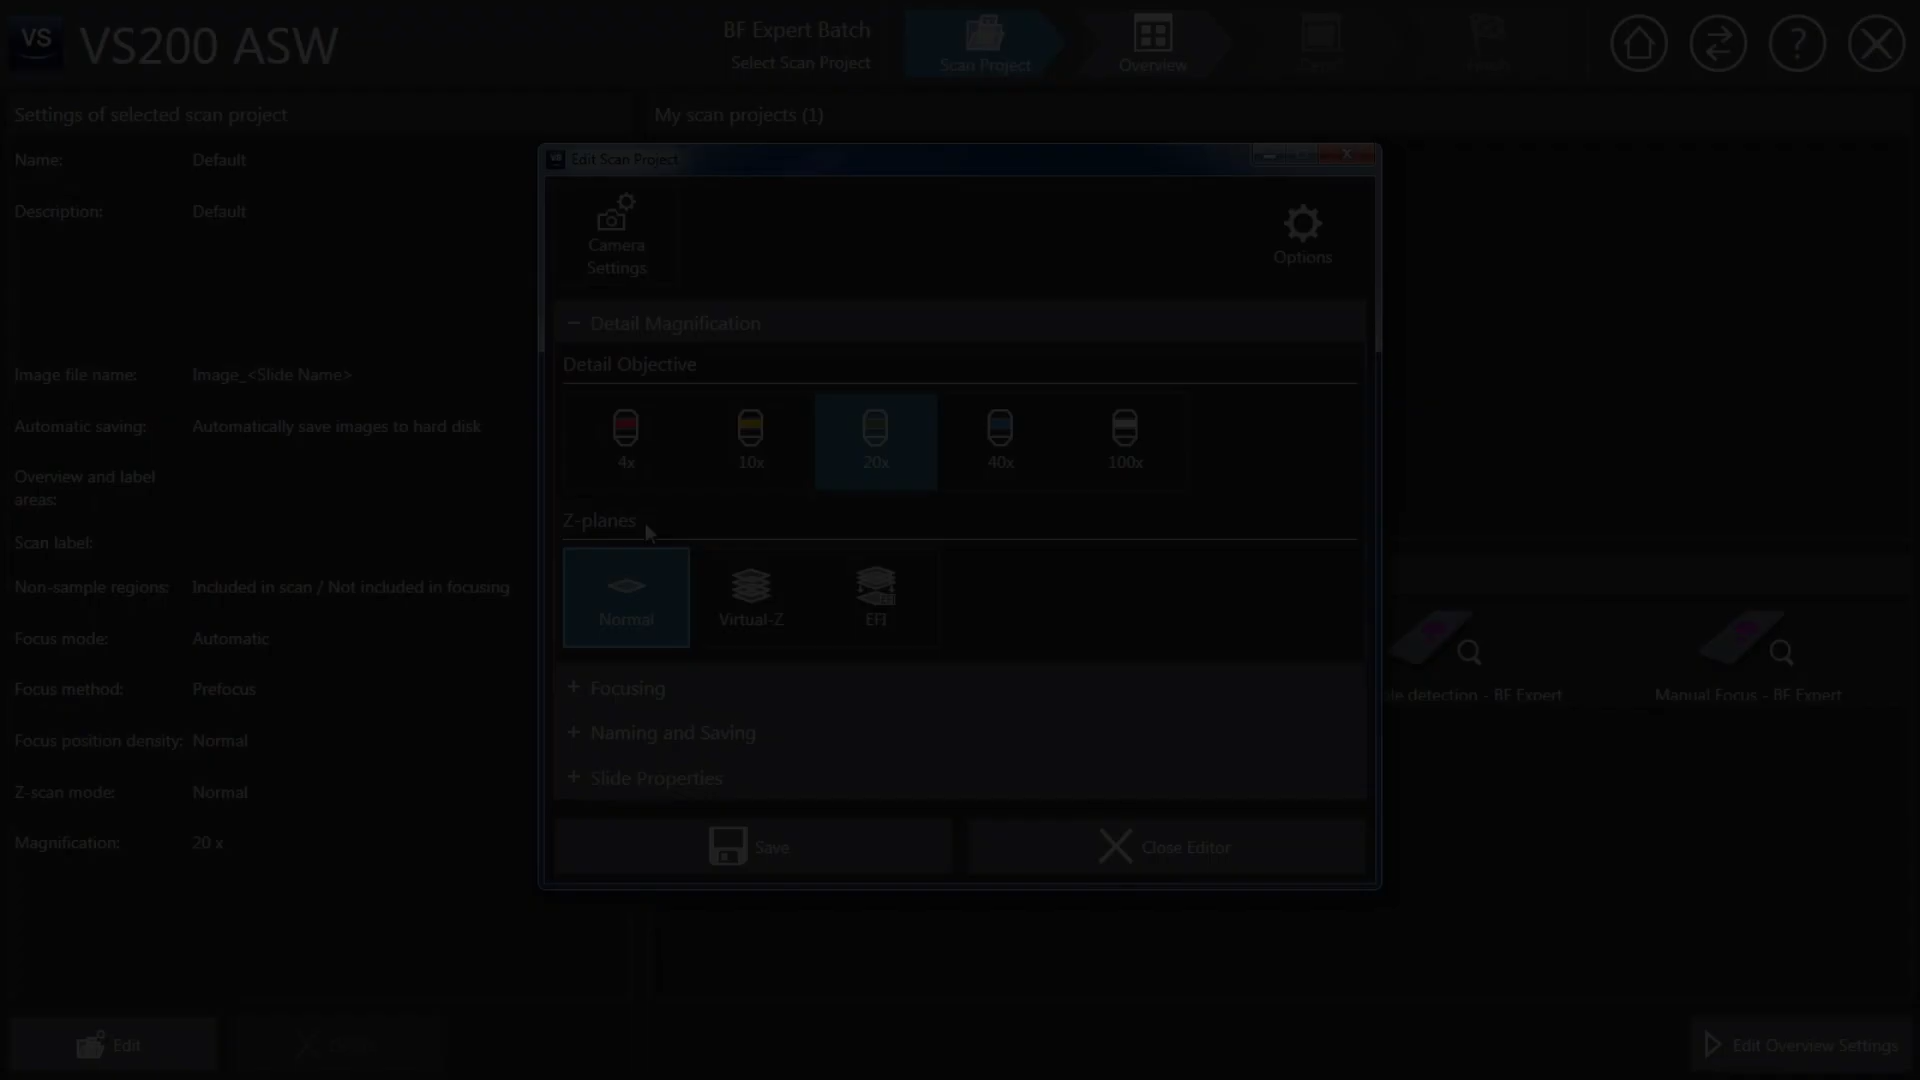 VS VS200 ASW
BF Expert Batch
Select Scan Project
Scan Project
Overview
Settings of selected scan project
My scan projects (1)
Name: Default
Description: Default
Image file name: Image_<Slide Name>
Automatic saving: Automatically save images to hard disk
Overview and label
areas:
Scan label:
Non-sample regions: Included in scan / Not included in focusing
Focus mode: Automatic
Focus method: Prefocus
Focus position density: Normal
Z-scan mode: Normal
Magnification: 20 x
Edit Scan Project
Camera
Settings
Options
Detail Magnification
Detail Objective
4x 10x 20x 40x 100x
Z-planes
Normal Virtual-Z EFI
Focusing
Naming and Saving
Slide Properties
Save
Close Editor
detection - BF Expert
Manual Focus - BF Expert
Edit
Edit Overview Settings